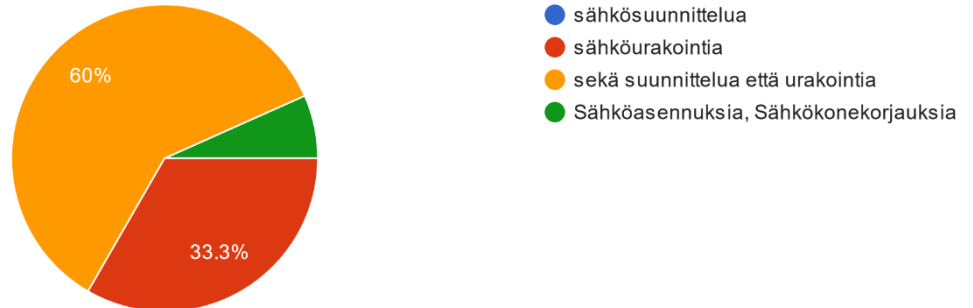 60%
33.3%
sähkösuunnittelua
sähköurakointia
sekä suunnittelua että urakointia
Sähköasennuksia, Sähkökonekorjauksia